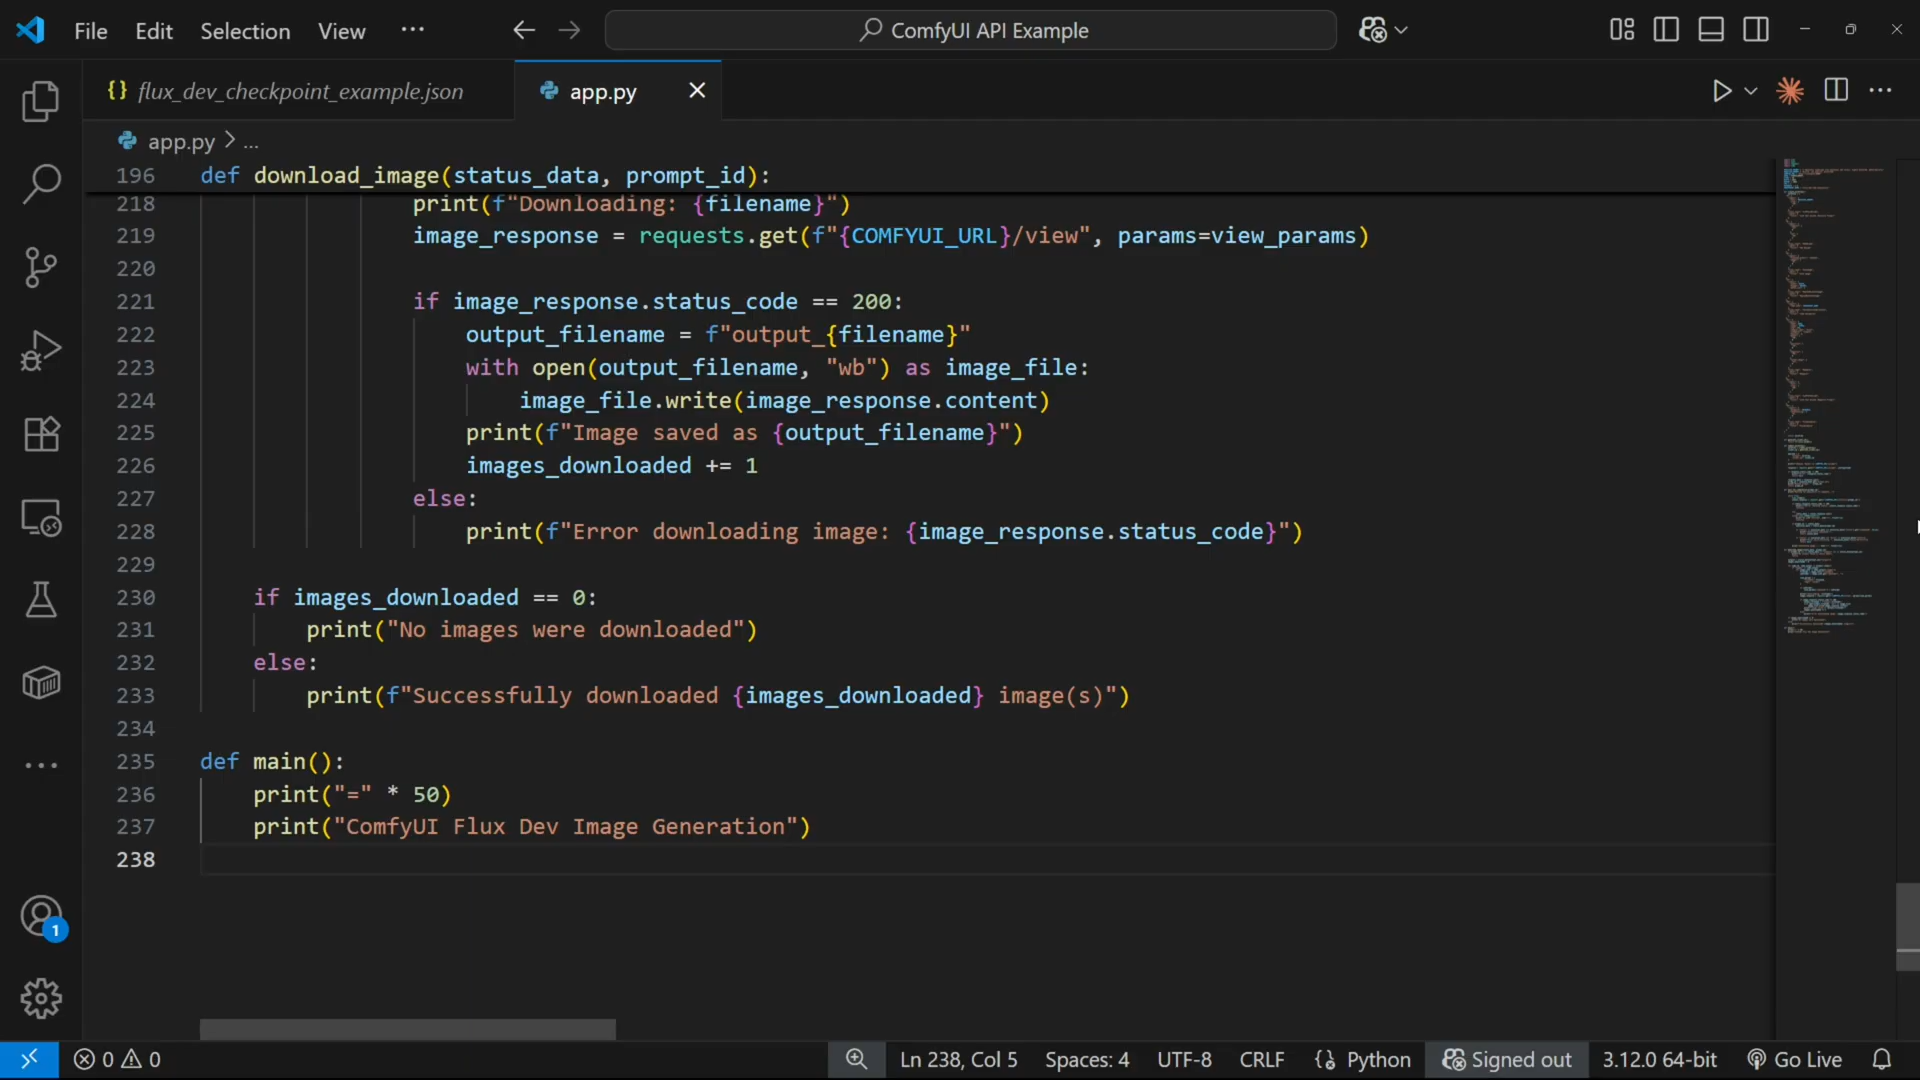 File Edit Selection View ··· ComfyUI API Example
{} flux_dev_checkpoint_example.json app.py
app.py > ...
196 def download_image(status_data, prompt_id):
218 print(f"Downloading: {filename}")
219 image_response = requests.get(f"{COMFYUI_URL}/view", params=view_params)
220
221 if image_response.status_code == 200:
222 output_filename = f"output_{filename}"
223 with open(output_filename, "wb") as image_file:
224 image_file.write(image_response.content)
225 print(f"Image saved as {output_filename}")
226 images_downloaded += 1
227 else:
228 print(f"Error downloading image: {image_response.status_code}")
229
230 if images_downloaded == 0:
231 print("No images were downloaded")
232 else:
233 print(f"Successfully downloaded {images_downloaded} image(s)")
234
235 def main():
236 print("=" * 50)
237 print("ComfyUI Flux Dev Image Generation")
238
1
0 0 Ln 238, Col 5 Spaces: 4 UTF-8 CRLF {} Python Signed out 3.12.0 64-bit Go Live